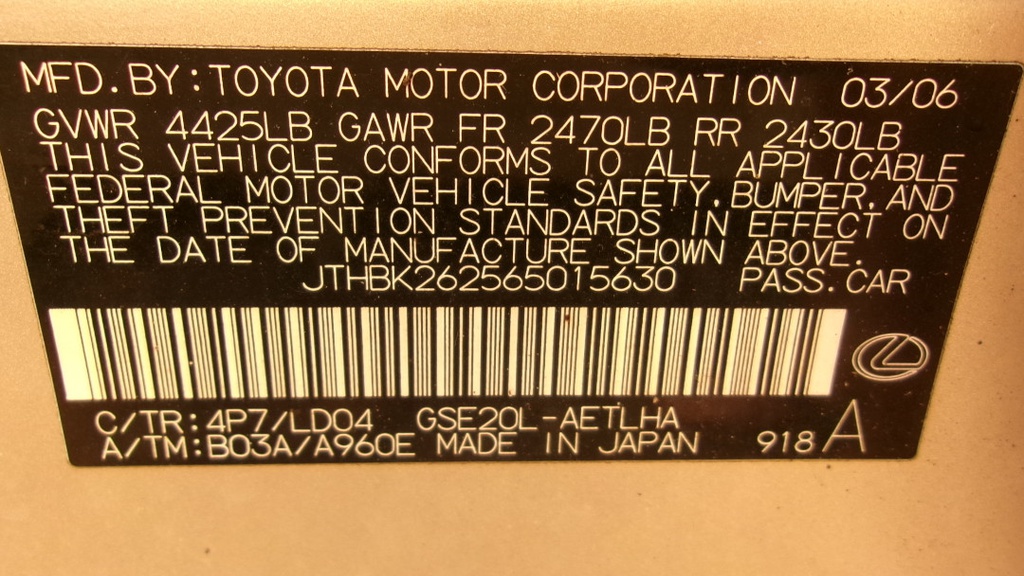 MFD. BY: TOYOTA MOTOR CORPORATION 03/06
GVWR 4425LB GAWR FR 2470LB RR 2430LB
THIS VEHICLE CONFORMS TO ALL APPLICABLE
FEDERAL MOTOR VEHICLE SAFETY, BUMPER, AND
THEFT PREVENTION STANDARDS IN EFFECT ON
THE DATE OF MANUFACTURE SHOWN ABOVE.
JTHBK262565015630 PASS. CAR
C/TR: 4P7/LD04 GSE20L-AETLHA
A/TM: B03A/A960E MADE IN JAPAN 918 A